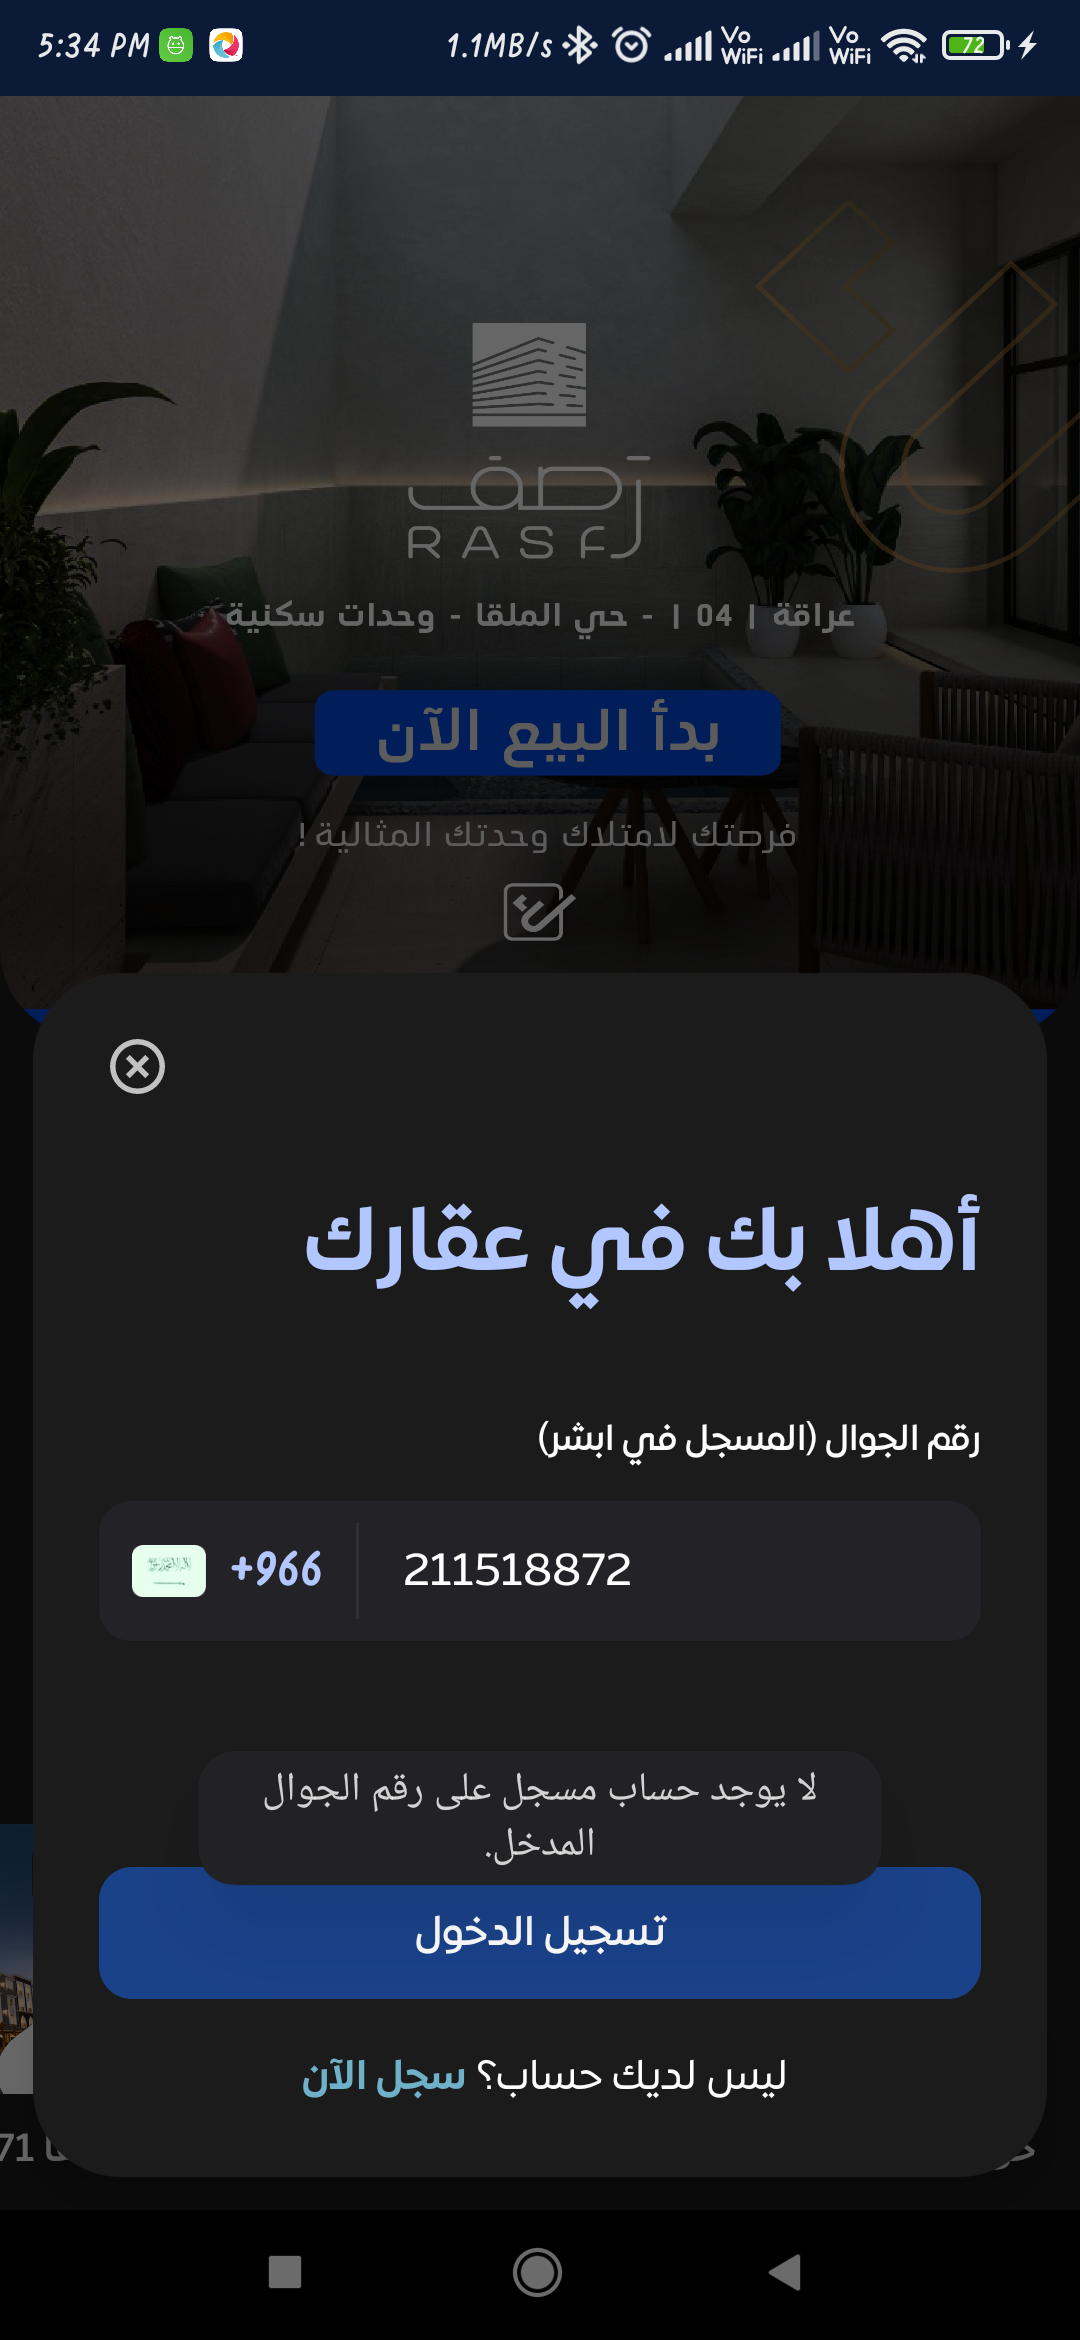 5:34 PM
1.1MB/s
Vo WiFi
Vo WiFi
72
رصف
RASF
عراقة | 04 | - حي الملقا - وحدات سكنية
بدأ البيع الآن
فرصتك لامتلاك وحدتك المثالية !
أهلا بك في عقارك
رقم الجوال (المسجل في ابشر)
+966
211518872
لا يوجد حساب مسجل على رقم الجوال
المدخل.
تسجيل الدخول
ليس لديك حساب؟ سجل الآن
71